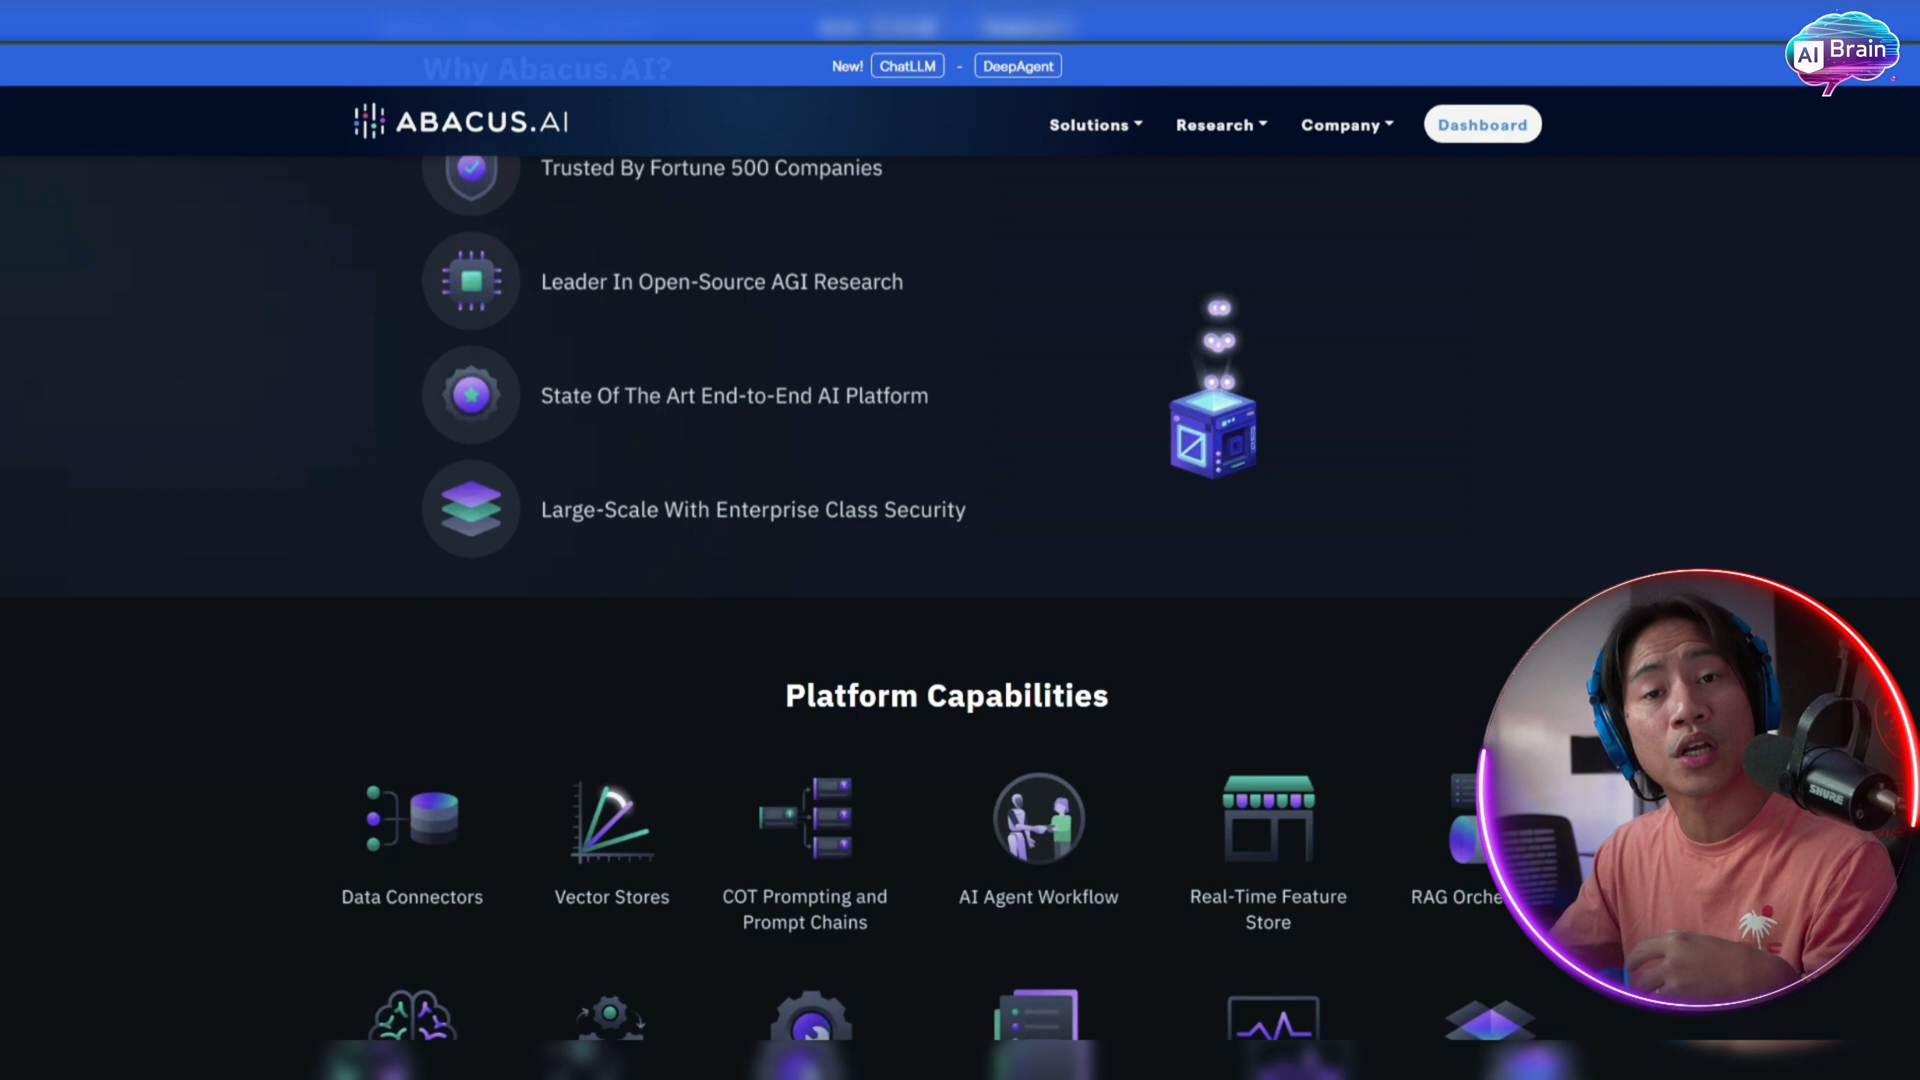 AI Brain
Why Abacus.AI?
New! ChatLLM - DeepAgent
ABACUS.AI
Solutions
Research
Company
Dashboard
Trusted By Fortune 500 Companies
Leader In Open-Source AGI Research
State Of The Art End-to-End AI Platform
Large-Scale With Enterprise Class Security
Platform Capabilities
Data Connectors
Vector Stores
COT Prompting and
Prompt Chains
AI Agent Workflow
Real-Time Feature
Store
RAG Orche
SHURE